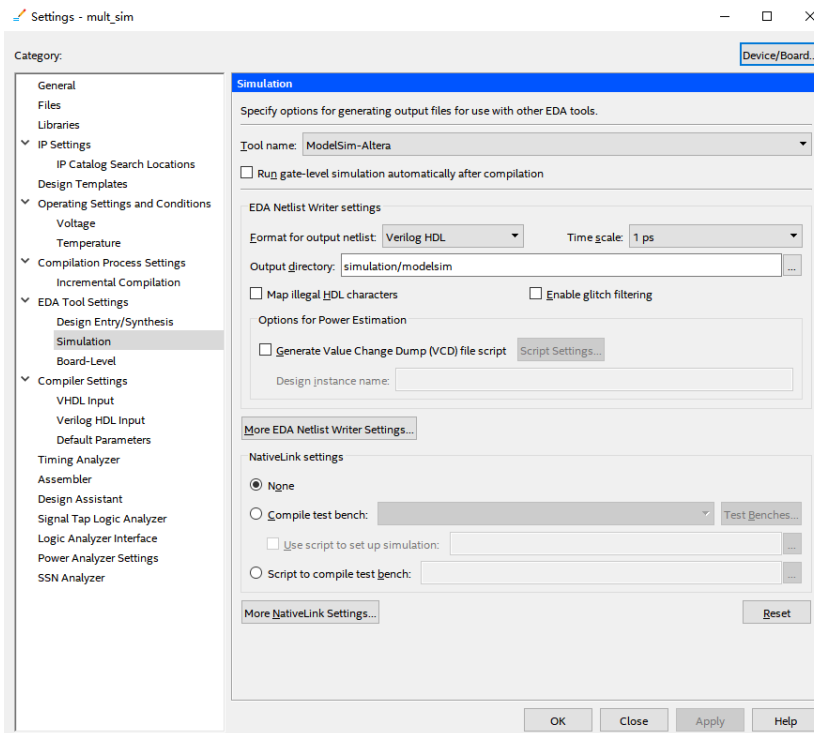 Settings - mult_sim
Category:
Device/Board...
General
Files
Libraries
IP Settings
IP Catalog Search Locations
Design Templates
Operating Settings and Conditions
Voltage
Temperature
Compilation Process Settings
Incremental Compilation
EDA Tool Settings
Design Entry/Synthesis
Simulation
Board-Level
Compiler Settings
VHDL Input
Verilog HDL Input
Default Parameters
Timing Analyzer
Assembler
Design Assistant
Signal Tap Logic Analyzer
Logic Analyzer Interface
Power Analyzer Settings
SSN Analyzer
Simulation
Specify options for generating output files for use with other EDA tools.
Tool name: ModelSim-Altera
Run gate-level simulation automatically after compilation
EDA Netlist Writer settings
Format for output netlist: Verilog HDL Time scale: 1 ps
Output directory: simulation/modelsim ...
Map illegal HDL characters Enable glitch filtering
Options for Power Estimation
Generate Value Change Dump (VCD) file script Script Settings...
Design instance name:
More EDA Netlist Writer Settings...
NativeLink settings
None
Compile test bench: Test Benches...
Use script to set up simulation: ...
Script to compile test bench: ...
More NativeLink Settings... Reset
OK Close Apply Help